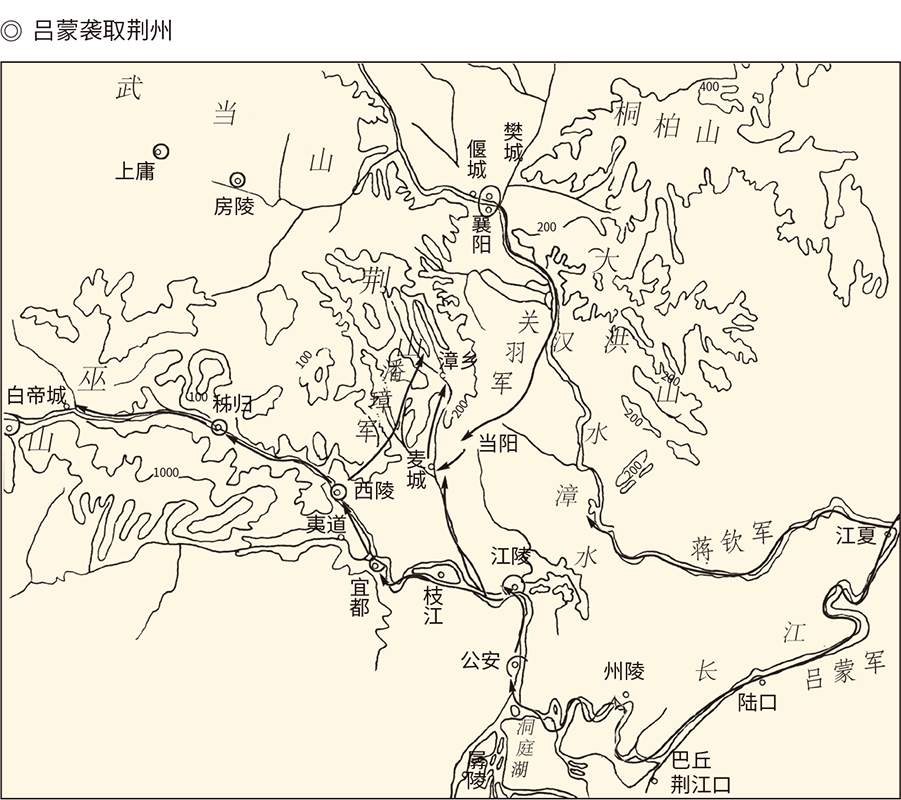 ◎ 吕蒙袭取荆州
武当山
桐柏山
400
上庸
房陵
偃城
樊城
襄阳
200
大洪山
荆山
关羽军
汉水
100
潘璋军
漳乡
200
200
200
200
巫山
白帝城
100
秭归
1000
当阳
麦城
西陵
夷道
漳水
蒋钦军
江夏
宜都
枝江
江陵
公安
州陵
长江
吕蒙军
陆口
洞庭湖
孱陵
巴丘
荆江口